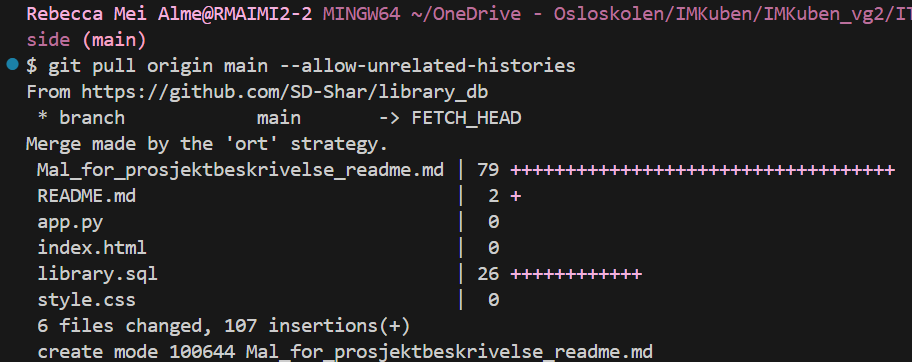 Rebecca Mei Alme@RMAIMI2-2 MINGW64 ~/OneDrive - Osloskolen/IMKuben/IMKuben_vg2/IT
side (main)
$ git pull origin main --allow-unrelated-histories
From https://github.com/SD-Shar/library_db
 * branch            main       -> FETCH_HEAD
Merge made by the 'ort' strategy.
 Mal_for_prosjektbeskrivelse_readme.md | 79 +++++++++++++++++++++++++++++++++++
 README.md                             |  2 +
 app.py                                |  0
 index.html                            |  0
 library.sql                           | 26 ++++++++++++
 style.css                             |  0
 6 files changed, 107 insertions(+)
 create mode 100644 Mal_for_prosjektbeskrivelse_readme.md